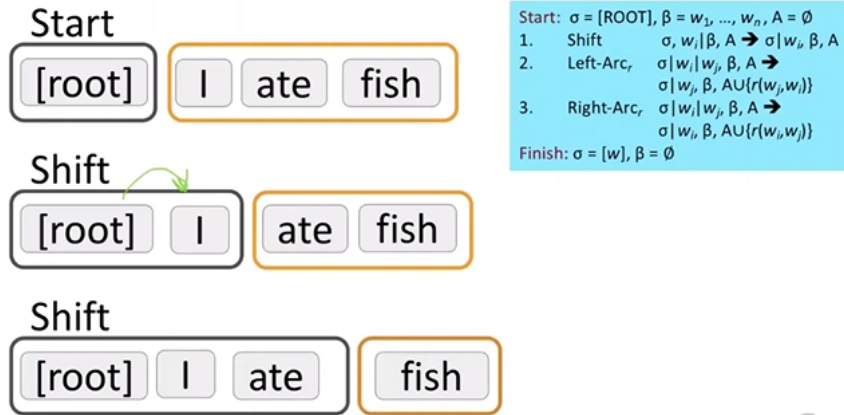 Start
[root] I ate fish
Shift
[root] I ate fish
Shift
[root] I ate fish
Start: σ = [ROOT], β = w₁, …, wₙ, A = Ø
1. Shift σ, wᵢ|β, A ➔ σ|wᵢ, β, A
2. Left-Arcᵣ σ|wᵢ|wⱼ, β, A ➔
σ|wⱼ, β, A∪{r(wⱼ,wᵢ)}
3. Right-Arcᵣ σ|wᵢ|wⱼ, β, A ➔
σ|wᵢ, β, A∪{r(wᵢ,wⱼ)}
Finish: σ = [w], β = Ø